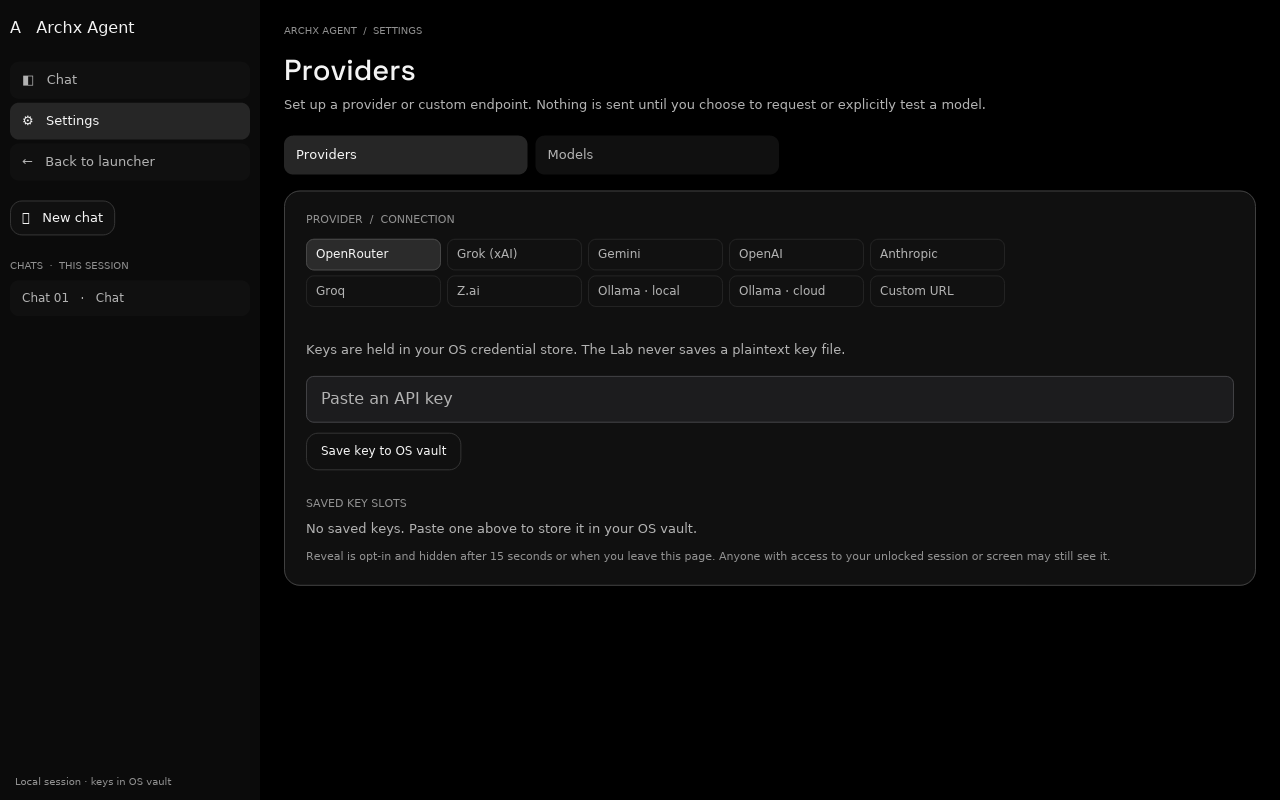 A Archx Agent
Chat
Settings
← Back to launcher
New chat
CHATS · THIS SESSION
Chat 01 · Chat
Local session · keys in OS vault
ARCHX AGENT / SETTINGS
Providers
Set up a provider or custom endpoint. Nothing is sent until you choose to request or explicitly test a model.
Providers Models
PROVIDER / CONNECTION
OpenRouter Grok (xAI) Gemini OpenAI Anthropic
Groq Z.ai Ollama · local Ollama · cloud Custom URL
Keys are held in your OS credential store. The Lab never saves a plaintext key file.
Paste an API key
Save key to OS vault
SAVED KEY SLOTS
No saved keys. Paste one above to store it in your OS vault.
Reveal is opt-in and hidden after 15 seconds or when you leave this page. Anyone with access to your unlocked session or screen may still see it.